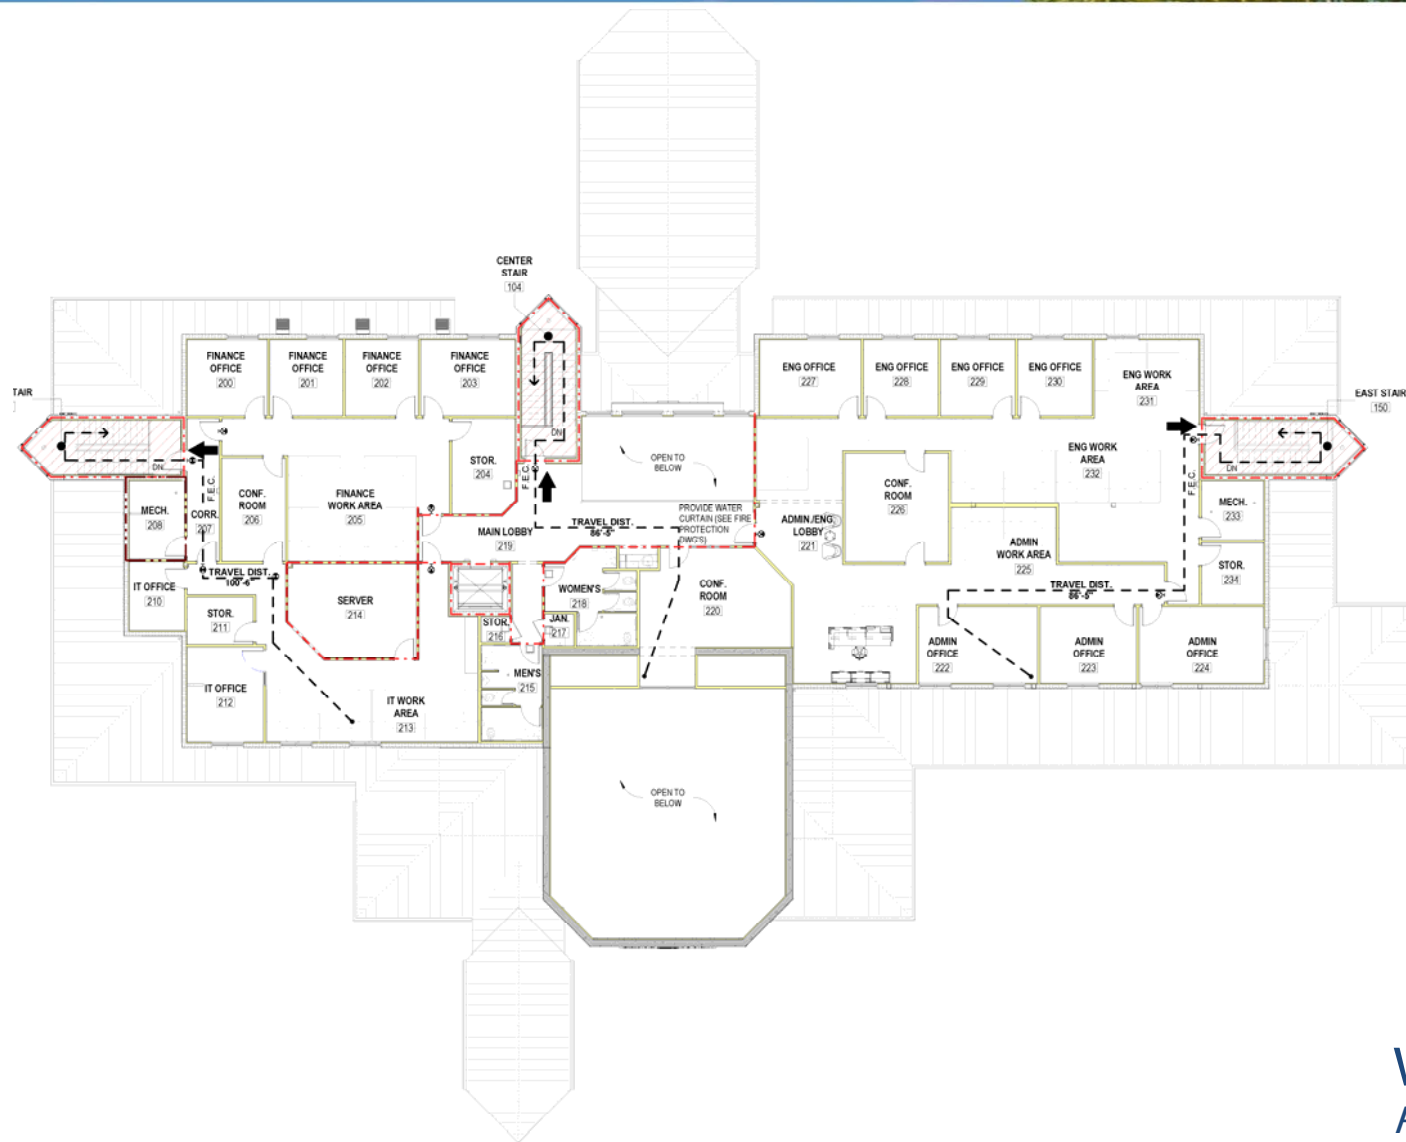 CENTER
STAIR
104
TAIR
EAST STAIR
150
FINANCE
OFFICE
200
FINANCE
OFFICE
201
FINANCE
OFFICE
202
FINANCE
OFFICE
203
ENG OFFICE
227
ENG OFFICE
228
ENG OFFICE
229
ENG OFFICE
230
ENG WORK
AREA
231
DN
DN
DN
STOR.
204
F.E.C.
F.E.C.
F.E.C.
OPEN TO
BELOW
ENG WORK
AREA
232
CONF.
ROOM
206
FINANCE
WORK AREA
205
CONF.
ROOM
226
MECH.
208
CORR.
207
MAIN LOBBY
219
TRAVEL DIST.
86'-5"
PROVIDE WATER
CURTAIN (SEE FIRE
PROTECTION
DWG'S)
ADMIN/ENG
LOBBY
221
MECH.
233
ADMIN
WORK AREA
225
TRAVEL DIST.
100'-6"
IT OFFICE
210
STOR.
211
SERVER
214
WOMEN'S
218
CONF.
ROOM
220
TRAVEL DIST.
86'-5"
STOR.
234
STOR.
216
JAN.
217
ADMIN
OFFICE
222
ADMIN
OFFICE
223
ADMIN
OFFICE
224
MEN'S
215
IT OFFICE
212
IT WORK
AREA
213
OPEN TO
BELOW